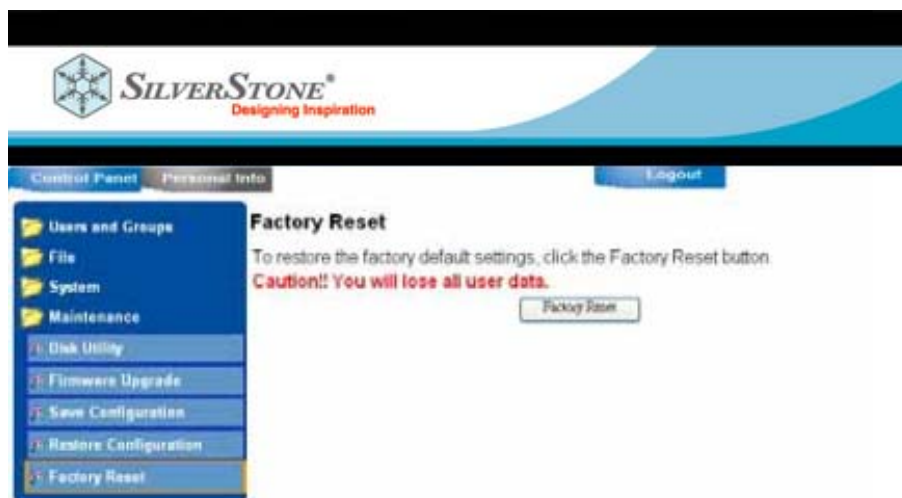 SILVERSTONE®
Designing Inspiration
Control Panel
Personal Info
Logout
Users and Groups
File
System
Maintenance
Disk Utility
Firmware Upgrade
Save Configuration
Restore Configuration
Factory Reset
Factory Reset
To restore the factory default settings, click the Factory Reset button.
Caution!! You will lose all user data.
Factory Reset